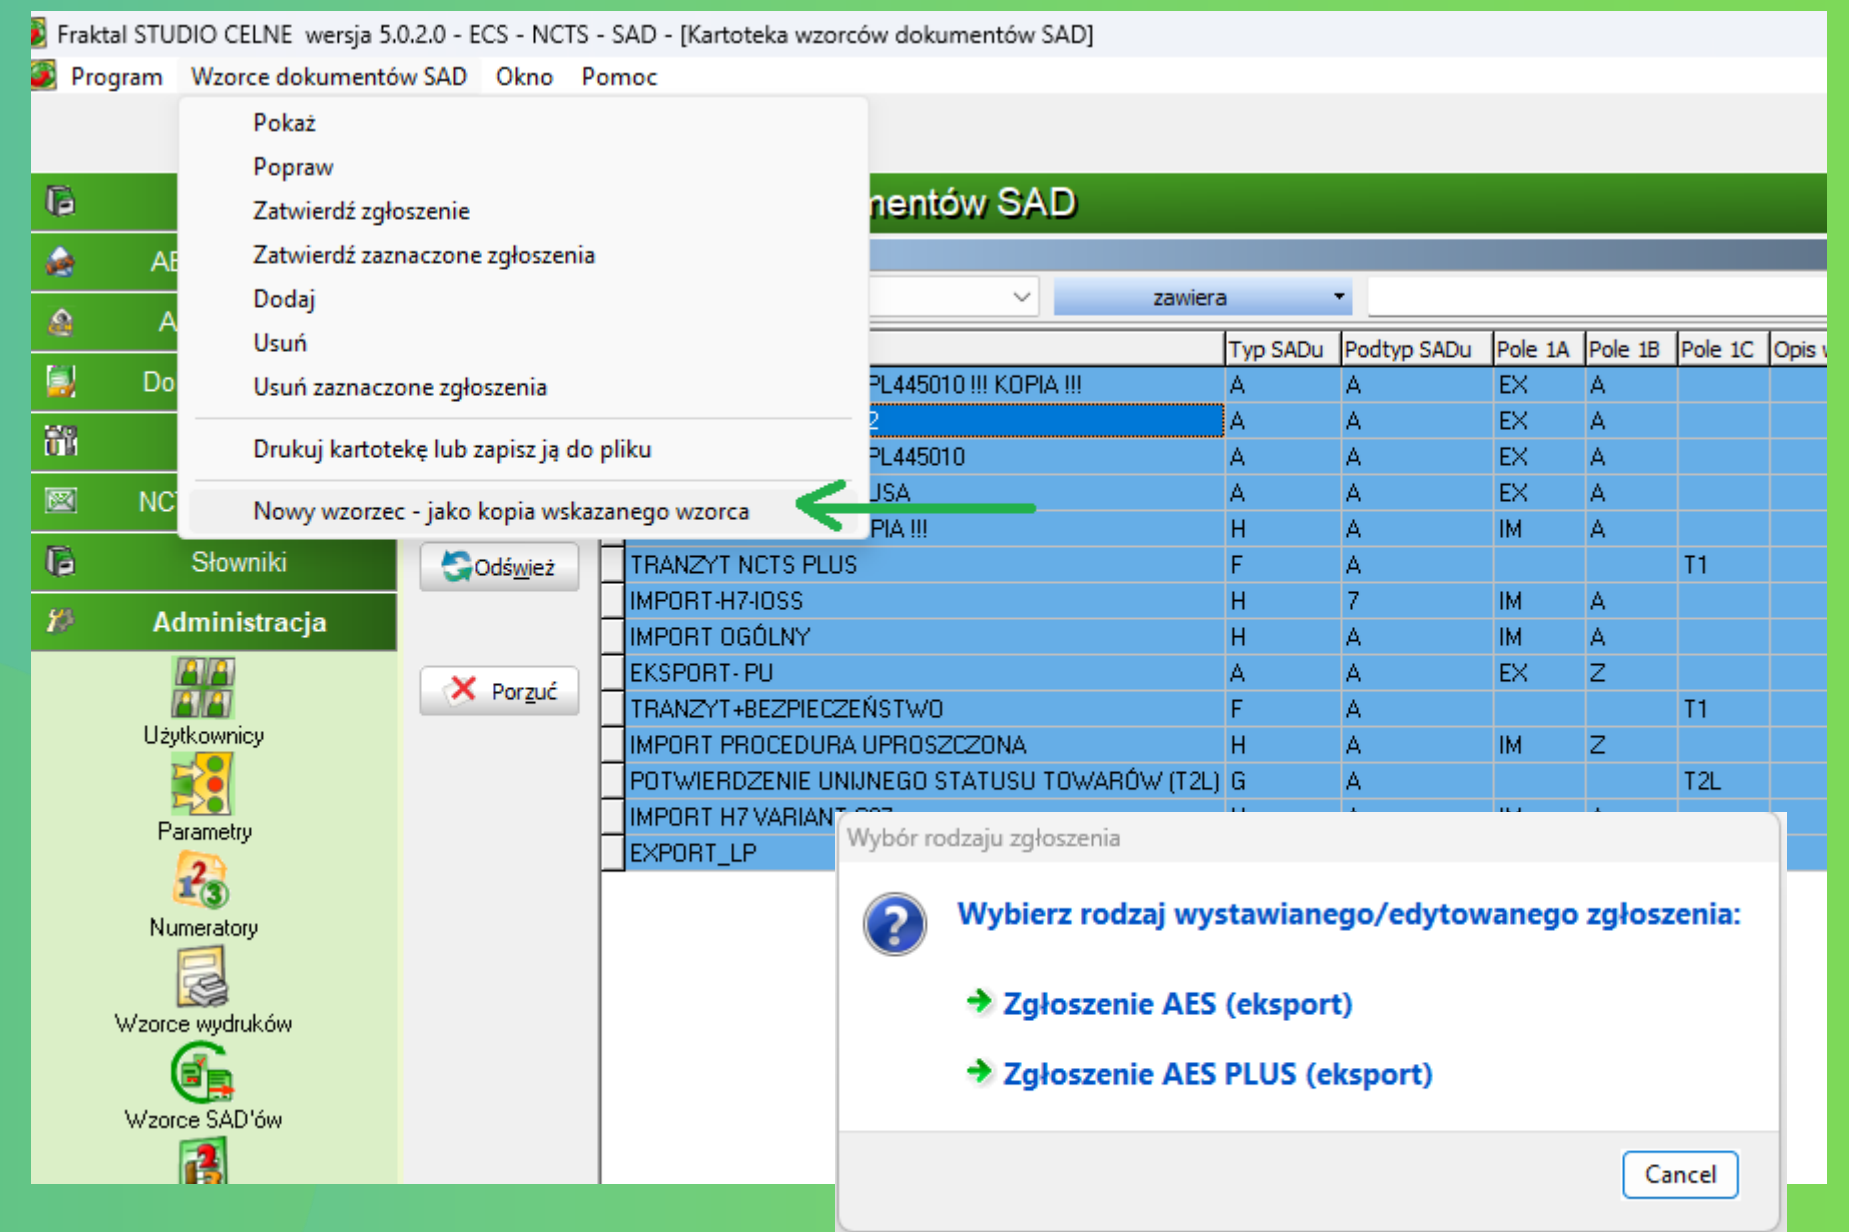 Fraktal STUDIO CELNE wersja 5.0.2.0 - ECS - NCTS - SAD - [Kartoteka wzorców dokumentów SAD]
Program Wzorce dokumentów SAD Okno Pomoc
Pokaż
Popraw
Zatwierdź zgłoszenie
Zatwierdź zaznaczone zgłoszenia
Dodaj
Usuń
Usuń zaznaczone zgłoszenia
Drukuj kartotekę lub zapisz ją do pliku
Nowy wzorzec - jako kopia wskazanego wzorca
mentów SAD
zawiera
Typ SADu Podtyp SADu Pole 1A Pole 1B Pole 1C Opis
PL445010 !!! KOPIA !!! A A EX A
2 A A EX A
PL445010 A A EX A
USA A A EX A
PIA !!! H A IM A
TRANZYT NCTS PLUS F A T1
IMPORT-H7-IOSS H 7 IM A
IMPORT OGÓLNY H A IM A
EKSPORT- PU A A EX Z
TRANZYT+BEZPIECZEŃSTWO F A T1
IMPORT PROCEDURA UPROSZCZONA H A IM Z
POTWIERDZENIE UNIJNEGO STATUSU TOWARÓW (T2L) G A T2L
IMPORT H7 VARIANT
EXPORT_LP
AE
A
Do
NC
Słowniki
Administracja
Użytkownicy
Parametry
Numeratory
Wzorce wydruków
Wzorce SAD'ów
Odśwież
Porzuć
Wybór rodzaju zgłoszenia
Wybierz rodzaj wystawianego/edytowanego zgłoszenia:
Zgłoszenie AES (eksport)
Zgłoszenie AES PLUS (eksport)
Cancel